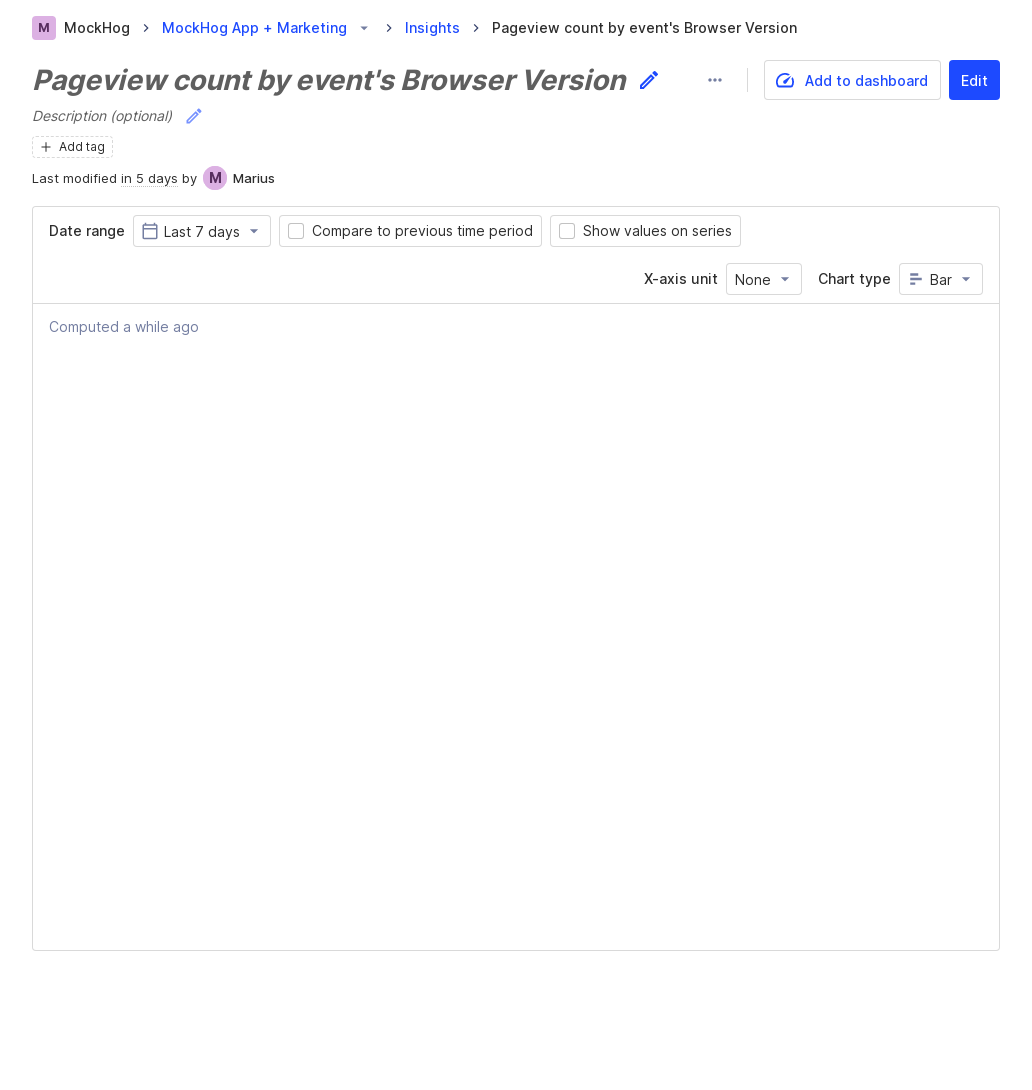 M MockHog MockHog App + Marketing Insights Pageview count by event's Browser Version
Pageview count by event's Browser Version
Add to dashboard
Edit
Description (optional)
Add tag
Last modified in 5 days by M Marius
Date range Last 7 days Compare to previous time period Show values on series
X-axis unit None Chart type Bar
Computed a while ago